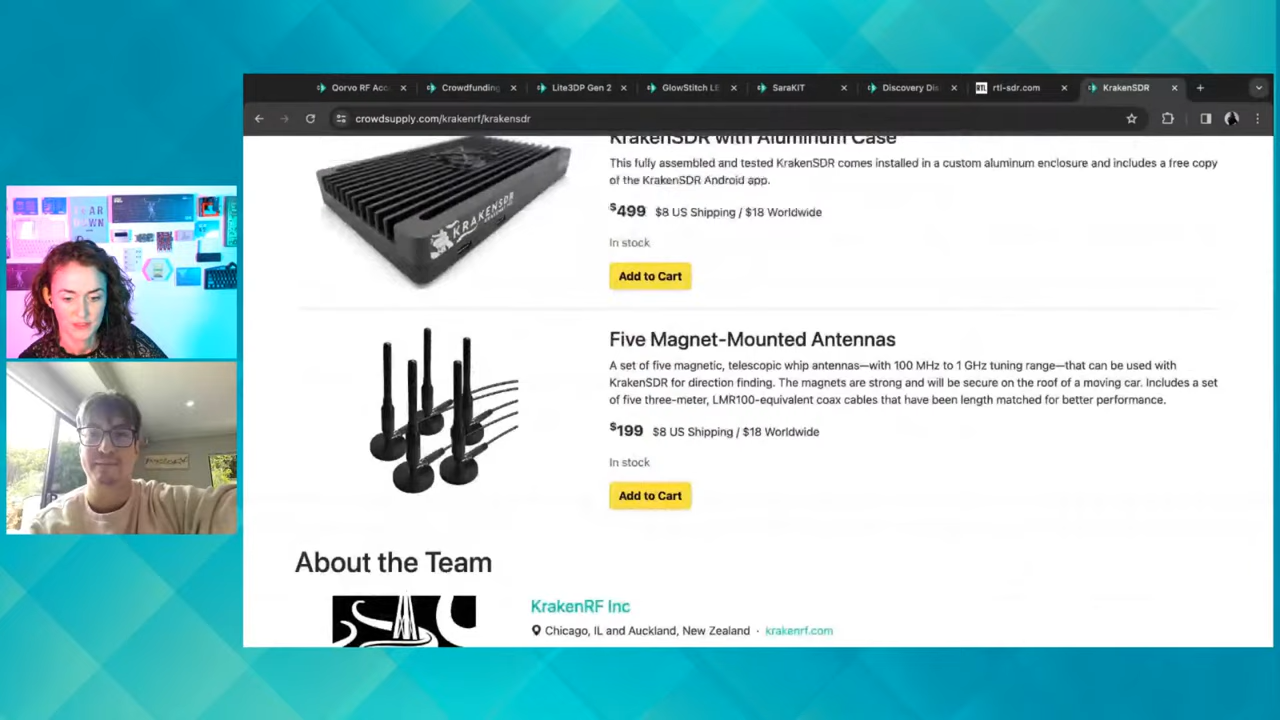 Qorvo RF Acc
Crowdfunding
Lite3DP Gen 2
GlowStitch LE
SaraKIT
Discovery Dis
RTL
rtl-sdr.com
KrakenSDR
crowdsupply.com/krakenrf/krakensdr
KrakenSDR with Aluminum Case
This fully assembled and tested KrakenSDR comes installed in a custom aluminum enclosure and includes a free copy
of the KrakenSDR Android app.
$499 $8 US Shipping / $18 Worldwide
In stock
Add to Cart
KRAKENSDR
Five Magnet-Mounted Antennas
A set of five magnetic, telescopic whip antennas—with 100 MHz to 1 GHz tuning range—that can be used with
KrakenSDR for direction finding. The magnets are strong and will be secure on the roof of a moving car. Includes a set
of five three-meter, LMR100-equivalent coax cables that have been length matched for better performance.
$199 $8 US Shipping / $18 Worldwide
In stock
Add to Cart
About the Team
KrakenRF Inc
Chicago, IL and Auckland, New Zealand · krakenrf.com